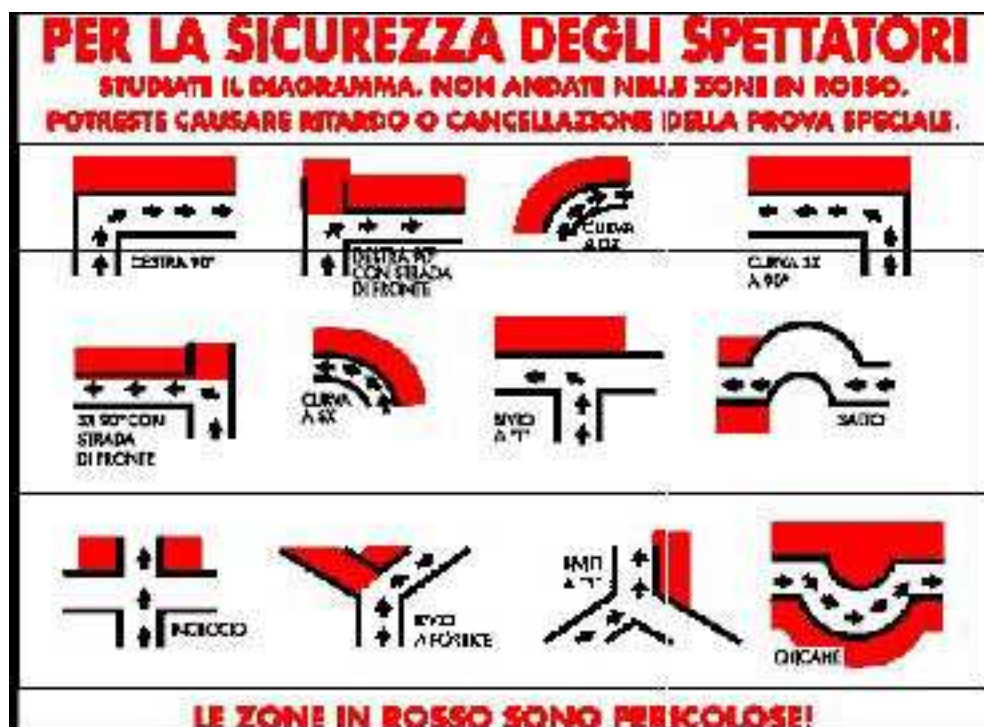 PER LA SICUREZZA DEGLI SPETTATORI
STUDIATE IL DIAGRAMMA. NON ANDATE NELLE ZONE IN ROSSO.
POTRESTE CAUSARE RITARDO O CANCELLAZIONE DELLA PROVA SPECIALE.
DESTRA 90°
DESTRA 90°
CON STRADA
DI FRONTE
CURVA
A DX
CURVA SX
A 90°
SX 90° CON
STRADA
DI FRONTE
CURVA
A SX
BIVIO
A "T"
SALTO
INCROCIO
BIVIO
A FORBICE
A "Y"
CHICANE
LE ZONE IN ROSSO SONO PERICOLOSE!